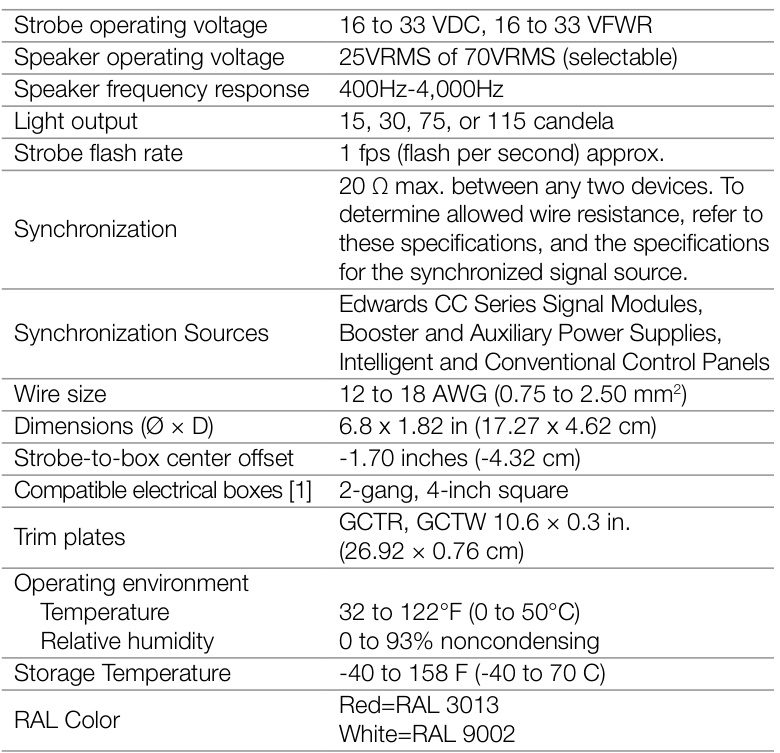 Strobe operating voltage 16 to 33 VDC, 16 to 33 VFWR
Speaker operating voltage 25VRMS of 70VRMS (selectable)
Speaker frequency response 400Hz-4,000Hz
Light output 15, 30, 75, or 115 candela
Strobe flash rate 1 fps (flash per second) approx.
Synchronization
20 Ω max. between any two devices. To
determine allowed wire resistance, refer to
these specifications, and the specifications
for the synchronized signal source.
Synchronization Sources
Edwards CC Series Signal Modules,
Booster and Auxiliary Power Supplies,
Intelligent and Conventional Control Panels
Wire size 12 to 18 AWG (0.75 to 2.50 mm²)
Dimensions (Ø × D) 6.8 x 1.82 in (17.27 x 4.62 cm)
Strobe-to-box center offset -1.70 inches (-4.32 cm)
Compatible electrical boxes [1] 2-gang, 4-inch square
Trim plates
GCTR, GCTW 10.6 × 0.3 in.
(26.92 × 0.76 cm)
Operating environment
Temperature 32 to 122°F (0 to 50°C)
Relative humidity 0 to 93% noncondensing
Storage Temperature -40 to 158 F (-40 to 70 C)
RAL Color
Red=RAL 3013
White=RAL 9002